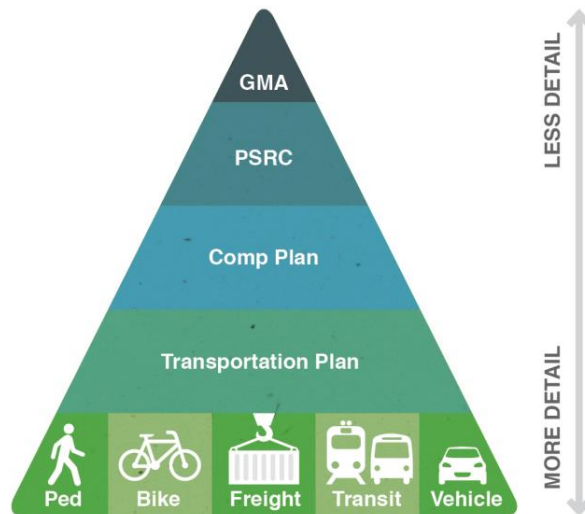 GMA
PSRC
Comp Plan
Transportation Plan
Ped
Bike
Freight
Transit
Vehicle
LESS DETAIL
MORE DETAIL